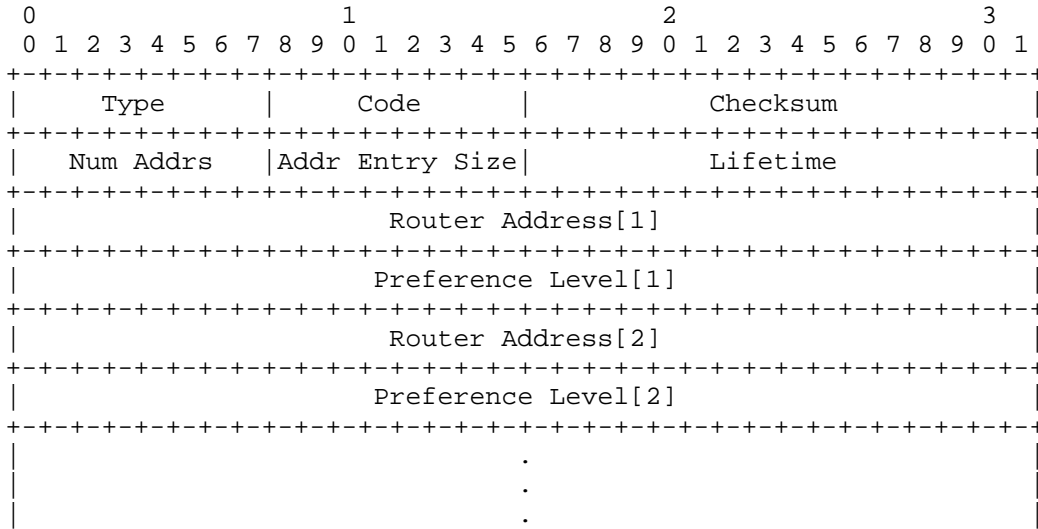 0                   1                   2                   3
 0 1 2 3 4 5 6 7 8 9 0 1 2 3 4 5 6 7 8 9 0 1 2 3 4 5 6 7 8 9 0 1
+-+-+-+-+-+-+-+-+-+-+-+-+-+-+-+-+-+-+-+-+-+-+-+-+-+-+-+-+-+-+-+-+
|     Type      |     Code      |           Checksum            |
+-+-+-+-+-+-+-+-+-+-+-+-+-+-+-+-+-+-+-+-+-+-+-+-+-+-+-+-+-+-+-+-+
|   Num Addrs   |Addr Entry Size|           Lifetime            |
+-+-+-+-+-+-+-+-+-+-+-+-+-+-+-+-+-+-+-+-+-+-+-+-+-+-+-+-+-+-+-+-+
|                       Router Address[1]                       |
+-+-+-+-+-+-+-+-+-+-+-+-+-+-+-+-+-+-+-+-+-+-+-+-+-+-+-+-+-+-+-+-+
|                      Preference Level[1]                      |
+-+-+-+-+-+-+-+-+-+-+-+-+-+-+-+-+-+-+-+-+-+-+-+-+-+-+-+-+-+-+-+-+
|                       Router Address[2]                       |
+-+-+-+-+-+-+-+-+-+-+-+-+-+-+-+-+-+-+-+-+-+-+-+-+-+-+-+-+-+-+-+-+
|                      Preference Level[2]                      |
+-+-+-+-+-+-+-+-+-+-+-+-+-+-+-+-+-+-+-+-+-+-+-+-+-+-+-+-+-+-+-+-+
|                               .                               |
|                               .                               |
|                               .                               |